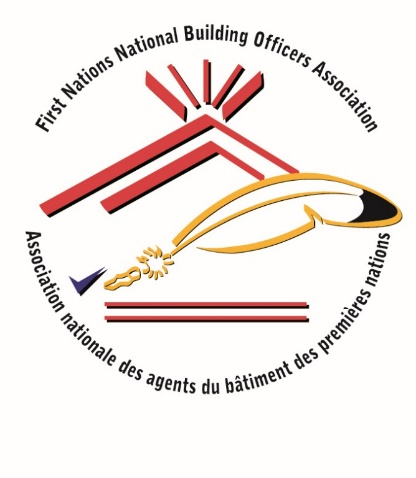 First Nations National Building Officers Association
Association nationale des agents du bâtiment des premières nations